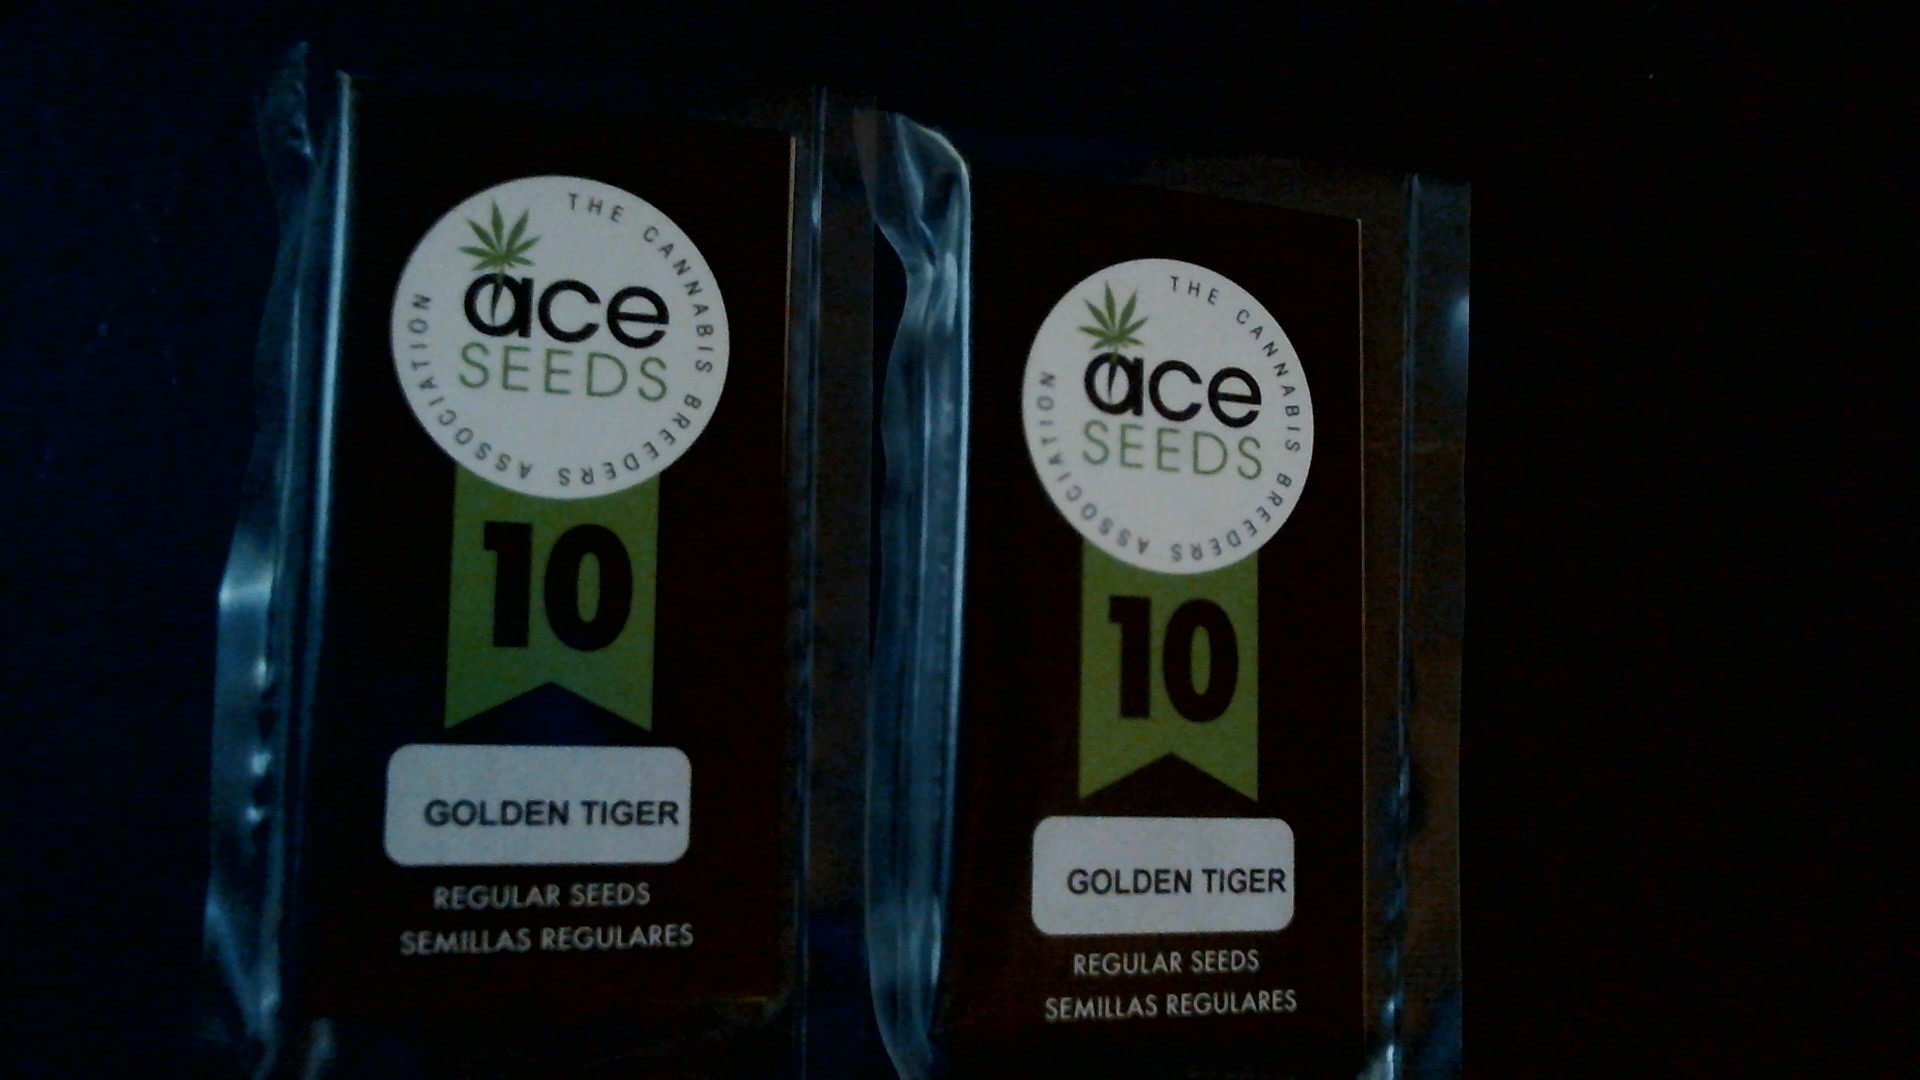 THE CANNABIS BREEDERS ASSOCIATION
ace
SEEDS
10
GOLDEN TIGER
REGULAR SEEDS
SEMILLAS REGULARES
THE CANNABIS BREEDERS ASSOCIATION
ace
SEEDS
10
GOLDEN TIGER
REGULAR SEEDS
SEMILLAS REGULARES